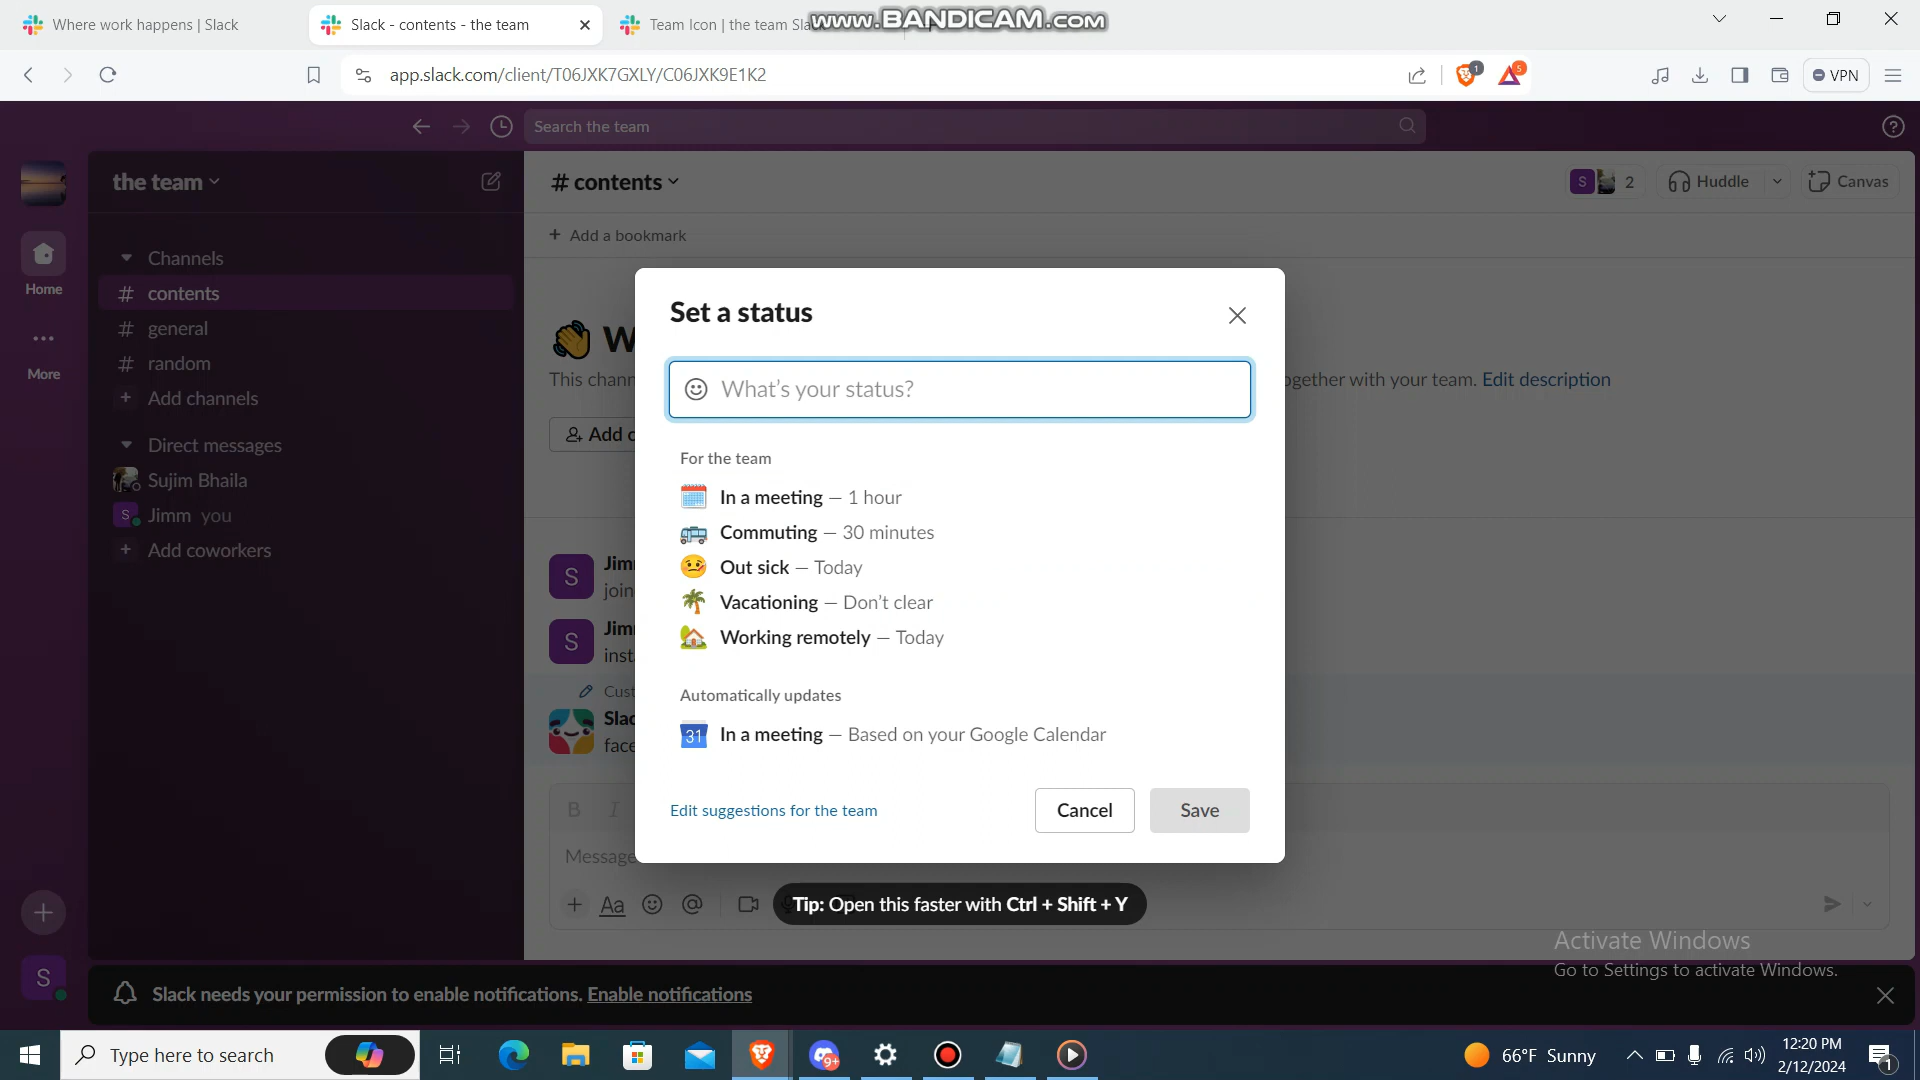 Where work happens | Slack
Slack - contents - the team
Team Icon | the team
www.BANDICAM.com
app.slack.com/client/T06JXK7GXLY/C06JXK9E1K2
1
5
VPN
Search the team
the team
# contents
S
2
Huddle
Canvas
+ Add a bookmark
Home
More
Channels
# contents
# general
# random
+ Add channels
Direct messages
Sujim Bhaila
S Jimm you
+ Add coworkers
This
together with your team. Edit description
Add
Set a status
What's your status?
For the team
In a meeting – 1 hour
Commuting – 30 minutes
Out sick – Today
Vacationing – Don't clear
Working remotely – Today
Automatically updates
31 In a meeting – Based on your Google Calendar
Edit suggestions for the team
Cancel
Save
S
S
B I
Message
Aa
Tip: Open this faster with Ctrl + Shift + Y
Activate Windows
Go to Settings to activate Windows.
S
Slack needs your permission to enable notifications. Enable notifications
Type here to search
9+
66°F Sunny
12:20 PM
2/12/2024
1